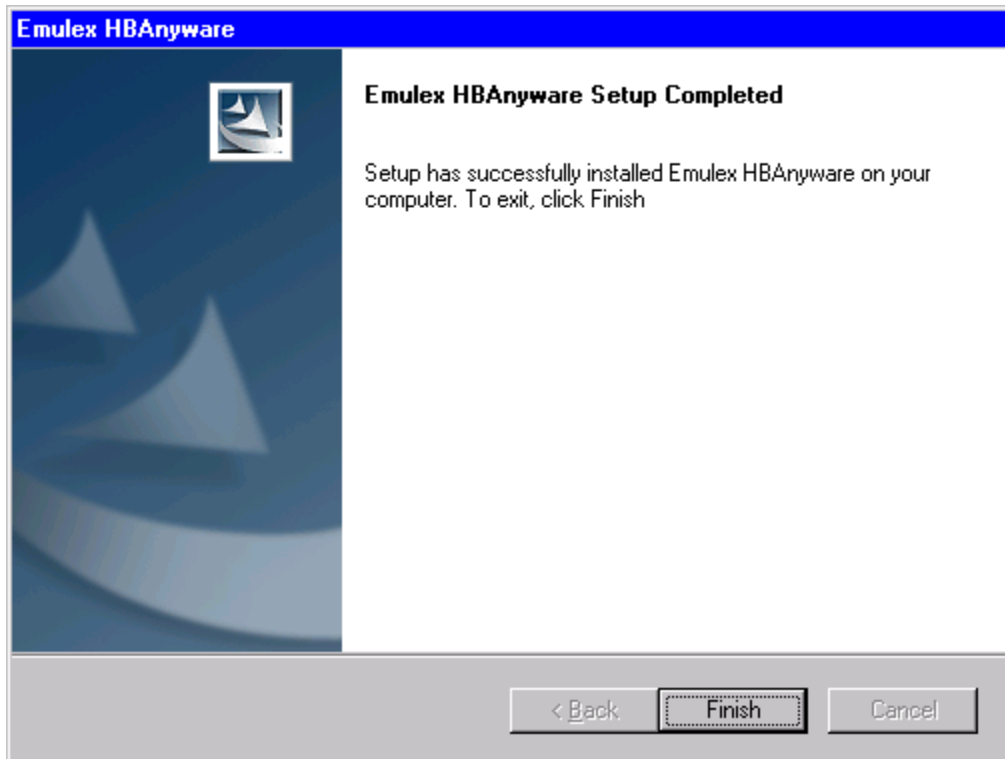 Emulex HBAnyware
Emulex HBAnyware Setup Completed
Setup has successfully installed Emulex HBAnyware on your
computer. To exit, click Finish
< Back
Finish
Cancel